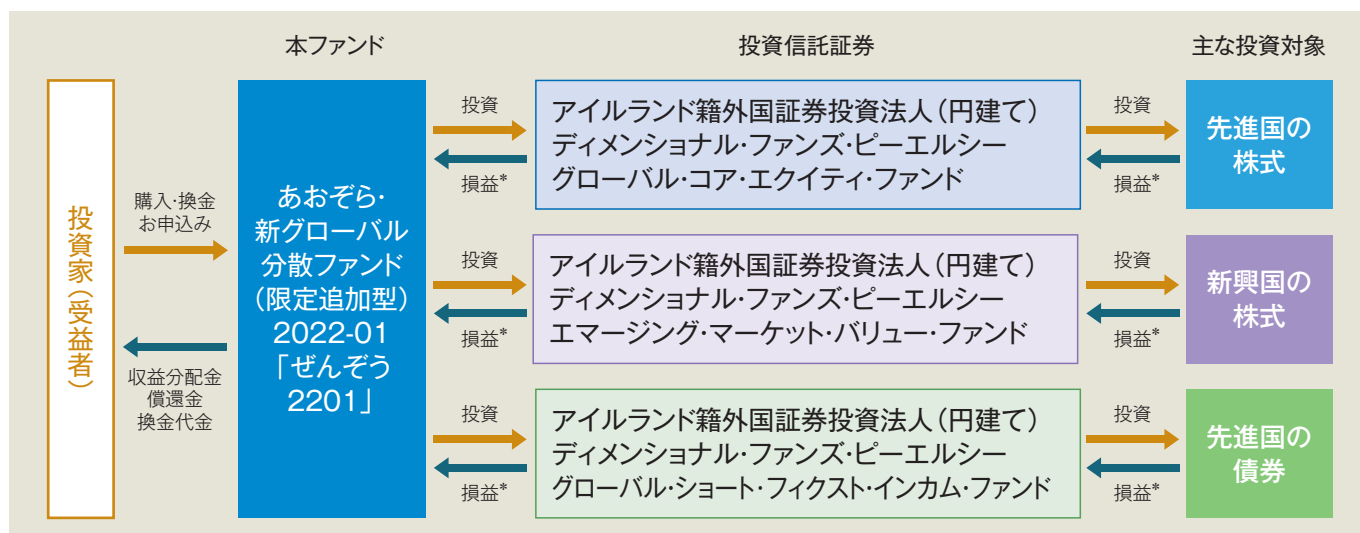 本ファンド
投資信託証券
主な投資対象
投資家（受益者）
購入・換金
お申込み
収益分配金
償還金
換金代金
あおぞら・
新グローバル
分散ファンド
（限定追加型）
2022-01
「ぜんぞう
2201」
投資
損益*
アイルランド籍外国証券投資法人（円建て）
ディメンショナル・ファンズ・ピーエルシー
グローバル・コア・エクイティ・ファンド
投資
損益*
先進国の
株式
投資
損益*
アイルランド籍外国証券投資法人（円建て）
ディメンショナル・ファンズ・ピーエルシー
エマージング・マーケット・バリュー・ファンド
投資
損益*
新興国の
株式
投資
損益*
アイルランド籍外国証券投資法人（円建て）
ディメンショナル・ファンズ・ピーエルシー
グローバル・ショート・フィクスト・インカム・ファンド
投資
損益*
先進国の
債券